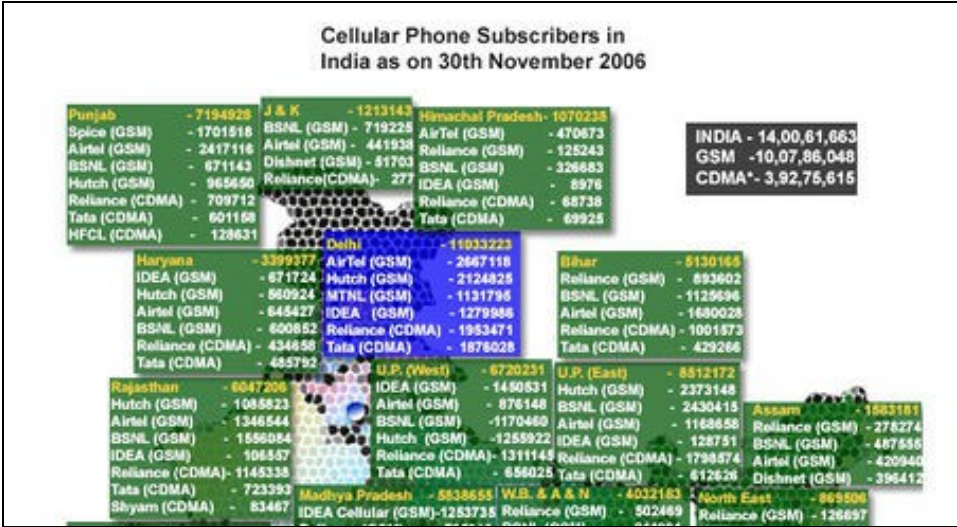 Cellular Phone Subscribers in
India as on 30th November 2006
Punjab - 7194928
Spice (GSM) - 1701518
Airtel (GSM) - 2417116
BSNL (GSM) - 671143
Hutch (GSM) - 965650
Reliance (CDMA) - 709712
Tata (CDMA) - 601158
HFCL (CDMA) - 128631
J & K - 1213143
BSNL (GSM) - 719225
Airtel (GSM) - 441938
Dishnet (GSM) - 51703
Reliance(CDMA)- 277
Himachal Pradesh- 1070238
AirTel (GSM) - 470673
Reliance (GSM) - 125243
BSNL (GSM) - 326683
IDEA (GSM) - 8976
Reliance (CDMA) - 68738
Tata (CDMA) - 69925
INDIA - 14,00,61,663
GSM -10,07,86,048
CDMA*- 3,92,75,615
Haryana - 3399377
IDEA (GSM) - 671724
Hutch (GSM) - 560924
Airtel (GSM) - 645427
BSNL (GSM) - 600852
Reliance (CDMA) - 434658
Tata (CDMA) - 485792
Delhi - 11033223
AirTel (GSM) - 2667118
Hutch (GSM) - 2124825
MTNL (GSM) - 1131795
IDEA (GSM) - 1279986
Reliance (CDMA) - 1953471
Tata (CDMA) - 1876028
Bihar - 5130165
Reliance (GSM) - 893602
BSNL (GSM) - 1125696
Airtel (GSM) - 1680028
Reliance (CDMA) - 1001573
Tata (CDMA) - 429266
Rajasthan - 6047206
Hutch (GSM) - 1085823
Airtel (GSM) - 1346544
BSNL (GSM) - 1556084
IDEA (GSM) - 106557
Reliance (CDMA)- 1145338
Tata (CDMA) - 723393
Shyam (CDMA) - 83467
U.P. (West) - 6720231
IDEA (GSM) - 1450531
Airtel (GSM) - 876148
BSNL (GSM) -1170460
Hutch (GSM) -1255922
Reliance (CDMA) - 1311145
Tata (CDMA) - 656025
U.P. (East) - 8512172
Hutch (GSM) - 2373148
BSNL (GSM) - 2430415
Airtel (GSM) - 1168658
IDEA (GSM) - 128751
Reliance (CDMA) - 1798574
Tata (CDMA) - 612626
Assam - 1583181
Reliance (GSM) - 278274
BSNL (GSM) - 487555
Airtel (GSM) - 420940
Dishnet (GSM) - 396412
Madhya Pradesh - 5838655
IDEA Cellular (GSM)-1253735
W.B. & A & N - 4032183
Reliance (GSM) - 502469
North East - 869506
Reliance (GSM) - 126697